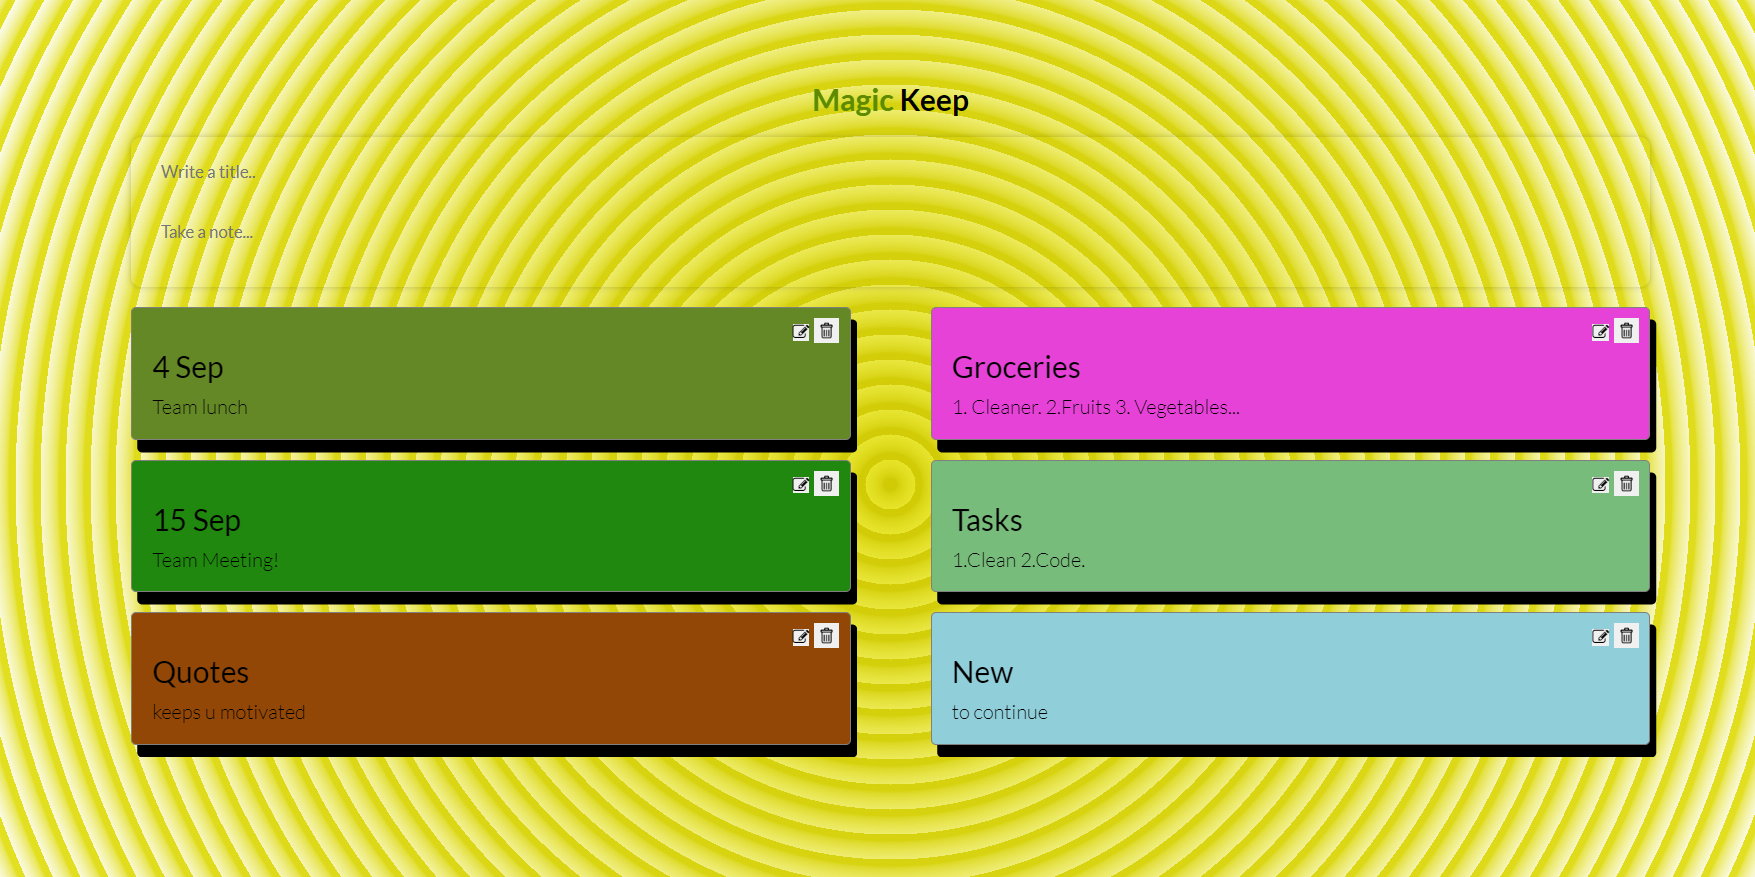 Magic Keep
Write a title..
Take a note...
4 Sep
Team lunch
Groceries
1. Cleaner. 2.Fruits 3. Vegetables...
15 Sep
Team Meeting!
Tasks
1.Clean 2.Code.
Quotes
keeps u motivated
New
to continue